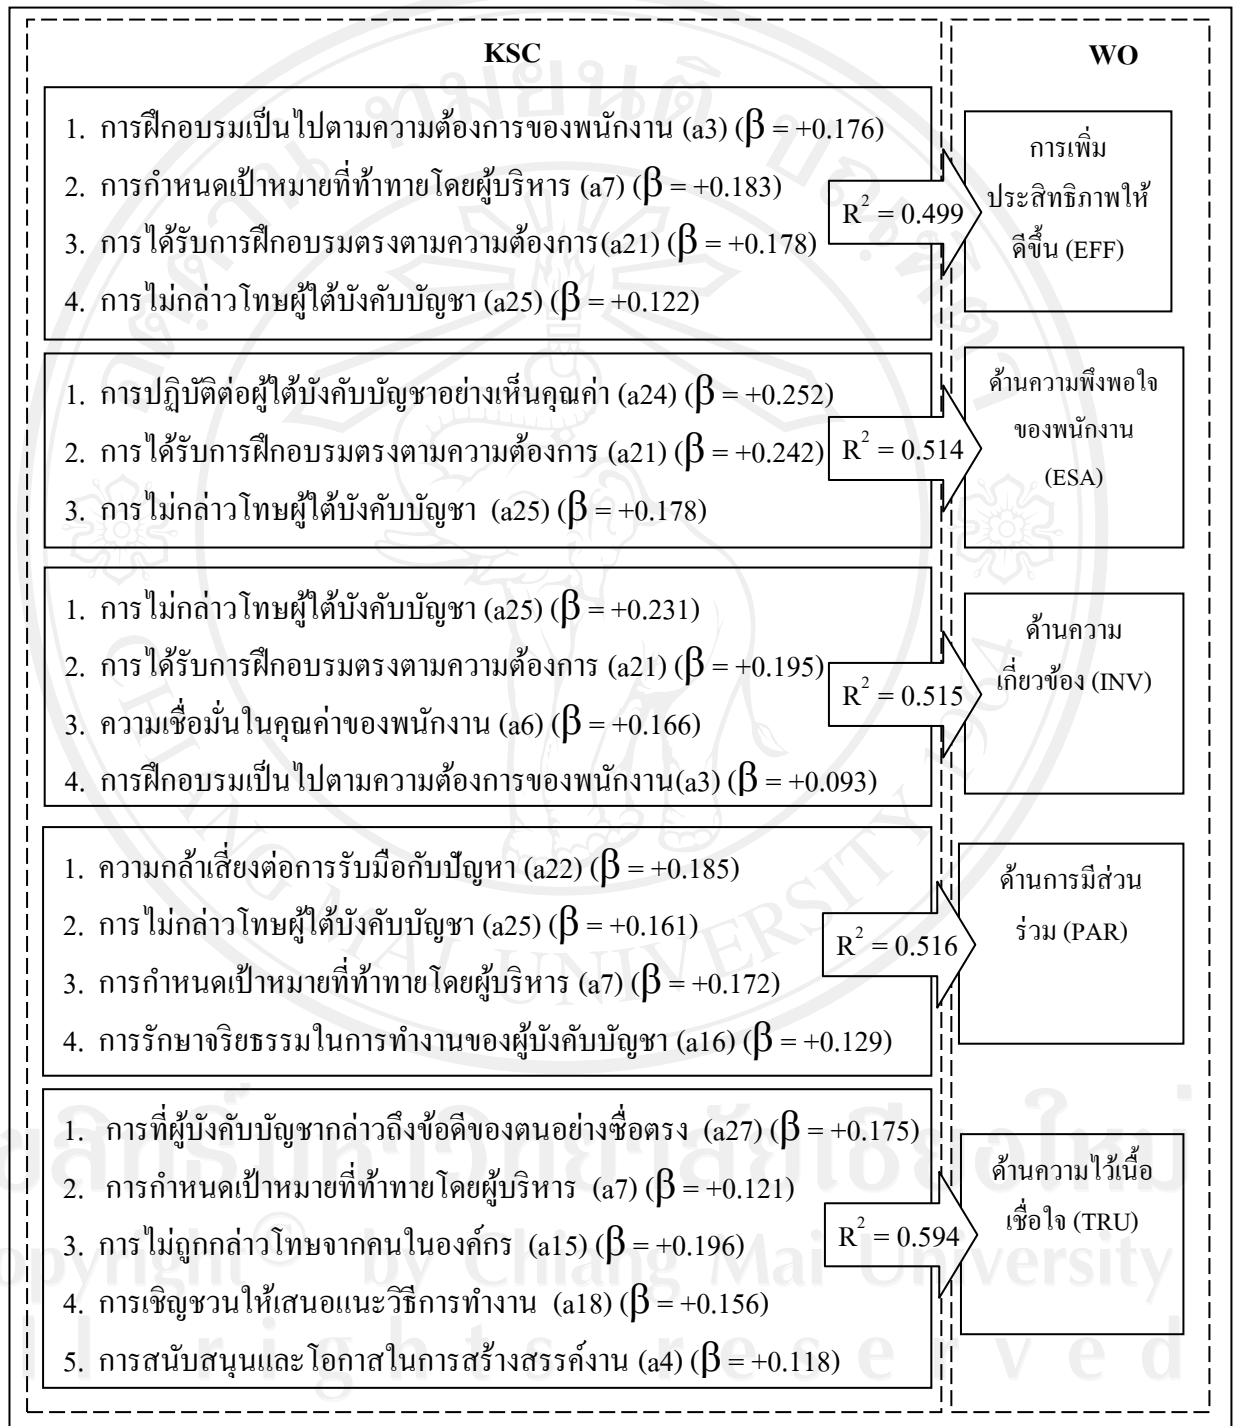 KSC
WO
1. การฝึกอบรมเป็นไปตามความต้องการของพนักงาน (a3) (β = +0.176)
2. การกำหนดเป้าหมายที่ท้าทายโดยผู้บริหาร (a7) (β = +0.183)
3. การได้รับการฝึกอบรมตรงตามความต้องการ(a21) (β = +0.178)
4. การไม่กล่าวโทษผู้ใต้บังคับบัญชา (a25) (β = +0.122)
R² = 0.499
การเพิ่ม
ประสิทธิภาพให้
ดีขึ้น (EFF)
1. การปฏิบัติต่อผู้ใต้บังคับบัญชาอย่างเห็นคุณค่า (a24) (β = +0.252)
2. การได้รับการฝึกอบรมตรงตามความต้องการ (a21) (β = +0.242)
3. การไม่กล่าวโทษผู้ใต้บังคับบัญชา (a25) (β = +0.178)
R² = 0.514
ด้านความพึงพอใจ
ของพนักงาน
(ESA)
1. การไม่กล่าวโทษผู้ใต้บังคับบัญชา (a25) (β = +0.231)
2. การได้รับการฝึกอบรมตรงตามความต้องการ (a21) (β = +0.195)
3. ความเชื่อมั่นในคุณค่าของพนักงาน (a6) (β = +0.166)
4. การฝึกอบรมเป็นไปตามความต้องการของพนักงาน(a3) (β = +0.093)
R² = 0.515
ด้านความ
เกี่ยวข้อง (INV)
1. ความกล้าเสี่ยงต่อการรับมือกับปัญหา (a22) (β = +0.185)
2. การไม่กล่าวโทษผู้ใต้บังคับบัญชา (a25) (β = +0.161)
3. การกำหนดเป้าหมายที่ท้าทายโดยผู้บริหาร (a7) (β = +0.172)
4. การรักษาจริยธรรมในการทำงานของผู้บังคับบัญชา (a16) (β = +0.129)
R² = 0.516
ด้านการมีส่วน
ร่วม (PAR)
1. การที่ผู้บังคับบัญชากล่าวถึงข้อดีของตนอย่างซื่อตรง (a27) (β = +0.175)
2. การกำหนดเป้าหมายที่ท้าทายโดยผู้บริหาร (a7) (β = +0.121)
3. การไม่ถูกกล่าวโทษจากคนในองค์กร (a15) (β = +0.196)
4. การเชิญชวนให้เสนอแนะวิธีการทำงาน (a18) (β = +0.156)
5. การสนับสนุนและโอกาสในการสร้างสรรค์งาน (a4) (β = +0.118)
R² = 0.594
ด้านความไว้เนื้อ
เชื่อใจ (TRU)
CHIANG MAI UNIVERSITY 1964
Copyright © by Chiang Mai University
All rights reserved